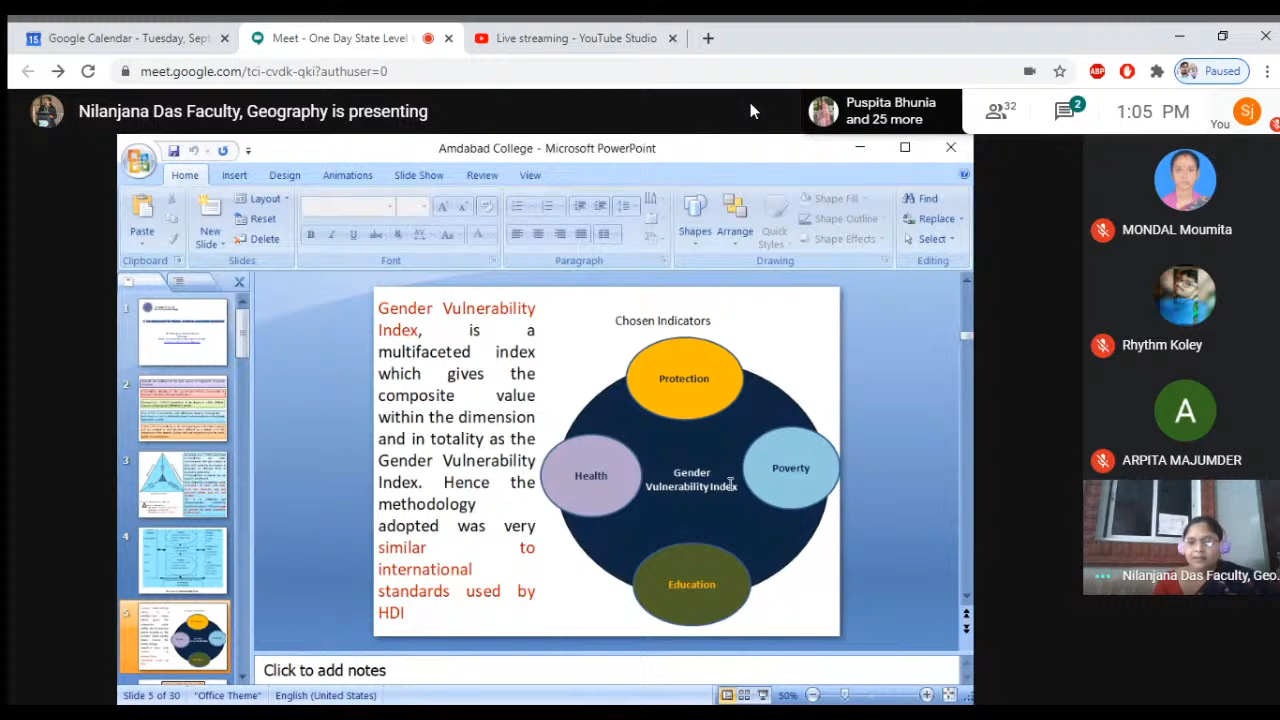 Google Calendar - Tuesday, Sept
Meet - One Day State Level
Live streaming - YouTube Studio
meet.google.com/tci-cvdk-qki?authuser=0
ABP
Paused
Nilanjana Das Faculty, Geography is presenting
Puspita Bhunia
and 25 more
32
2
1:05 PM
You
Sj
Amdabad College - Microsoft PowerPoint
Home Insert Design Animations Slide Show Review View
Paste
New
Slide
Layout
Reset
Delete
Shapes
Arrange
Quick
Styles
Shape Fill
Shape Outline
Shape Effects
Find
Replace
Select
Clipboard Slides Font Paragraph Drawing Editing
1
2
3
4
5
Gender Vulnerability
Index, is a
multifaceted index
which gives the
composite value
within the dimension
and in totality as the
Gender Vulnerability
Index. Hence the
methodology
adopted was very
similar to
international
standards used by
HDI
Chosen Indicators
Protection
Health
Gender
Vulnerability Index
Poverty
Education
Click to add notes
Slide 5 of 30 "Office Theme" English (United States) 50%
MONDAL Moumita
Rhythm Koley
A
ARPITA MAJUMDER
Nilanjana Das Faculty, Geo...